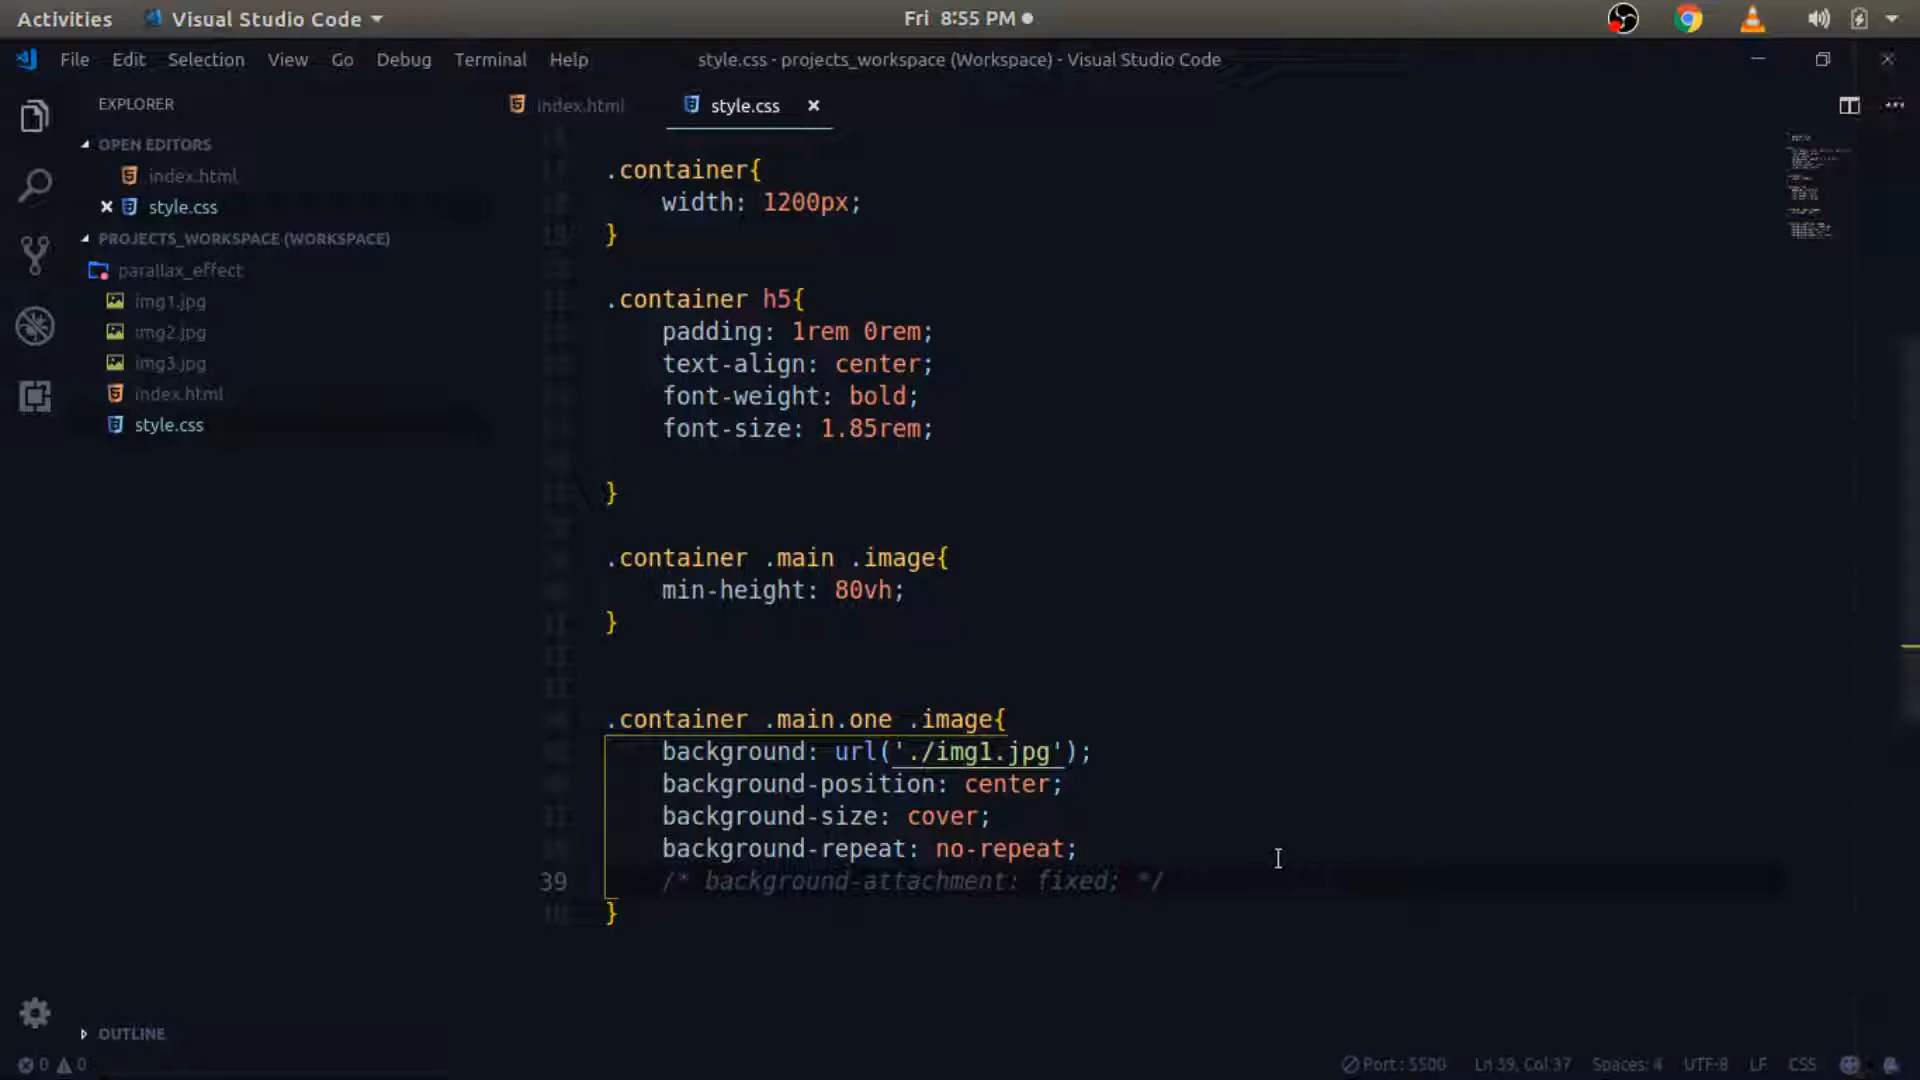 Activities
Visual Studio Code
Fri 8:55 PM
File Edit Selection View Go Debug Terminal Help
style.css - projects_workspace (Workspace) - Visual Studio Code
EXPLORER
OPEN EDITORS
index.html
style.css
PROJECTS_WORKSPACE (WORKSPACE)
parallax_effect
img1.jpg
img2.jpg
img3.jpg
index.html
style.css
OUTLINE
index.html
style.css
.container{
width: 1200px;
}
.container h5{
padding: 1rem 0rem;
text-align: center;
font-weight: bold;
font-size: 1.85rem;
}
.container .main .image{
min-height: 80vh;
}
.container .main.one .image{
background: url('./img1.jpg');
background-position: center;
background-size: cover;
background-repeat: no-repeat;
39 /* background-attachment: fixed; */
}
0 0
Port : 5500 Ln 39, Col 37 Spaces: 4 UTF-8 LF CSS